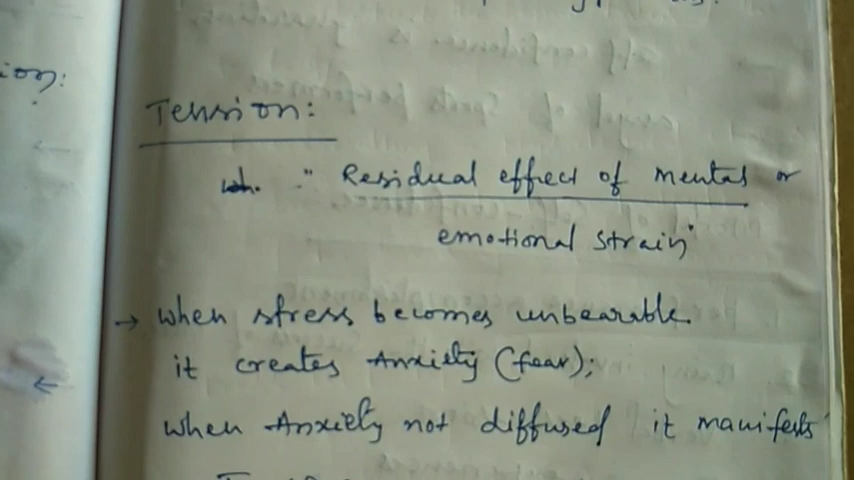 ion:
Tension:
"Residual effect of mental or
emotional strain"
→ when stress becomes unbearable.
it creates Anxiety (fear);
when Anxiety not diffused it manifests